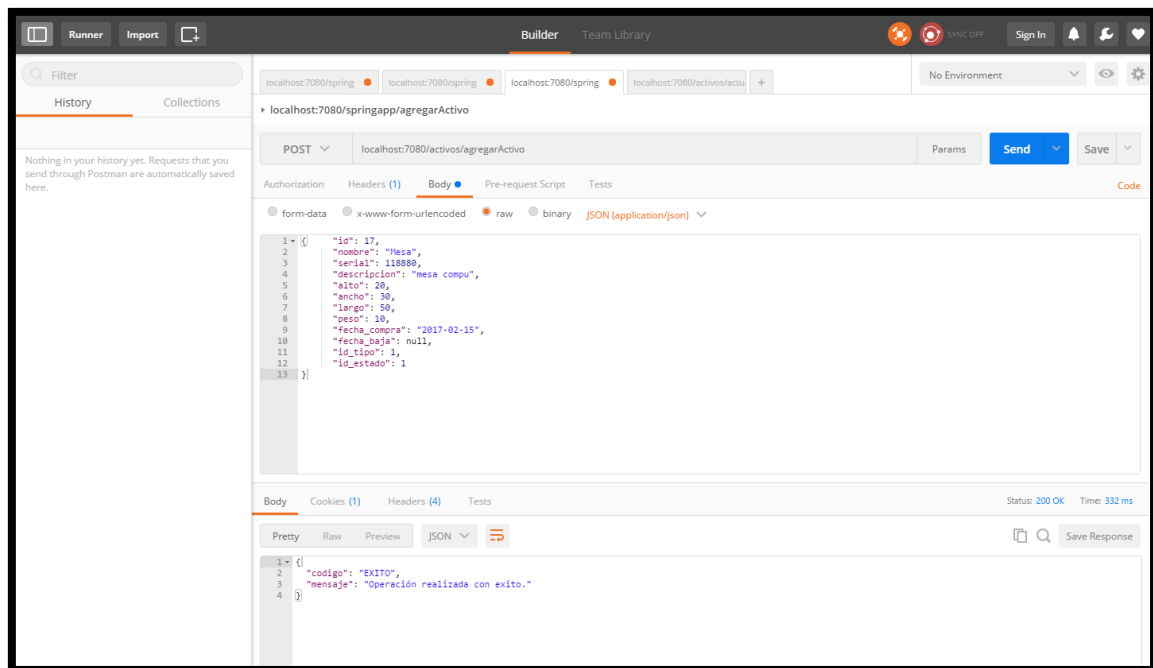 Runner Import Builder Team Library SYNC OFF Sign In
Filter
History Collections
Nothing in your history yet. Requests that you
send through Postman are automatically saved
here.
localhost:7080/spring localhost:7080/spring localhost:7080/spring localhost:7080/activos/actu + No Environment
localhost:7080/springapp/agregarActivo
POST localhost:7080/activos/agregarActivo Params Send Save
Authorization Headers (1) Body Pre-request Script Tests Code
form-data x-www-form-urlencoded raw binary JSON (application/json)
1 { "id": 17,
2 "nombre": "Mesa",
3 "serial": 118880,
4 "descripcion": "mesa compu",
5 "alto": 20,
6 "ancho": 30,
7 "largo": 50,
8 "peso": 10,
9 "fecha_compra": "2017-02-15",
10 "fecha_baja": null,
11 "id_tipo": 1,
12 "id_estado": 1
13 }
Body Cookies (1) Headers (4) Tests Status: 200 OK Time: 332 ms
Pretty Raw Preview JSON Save Response
1 {
2 "codigo": "EXITO",
3 "mensaje": "Operación realizada con exito."
4 }